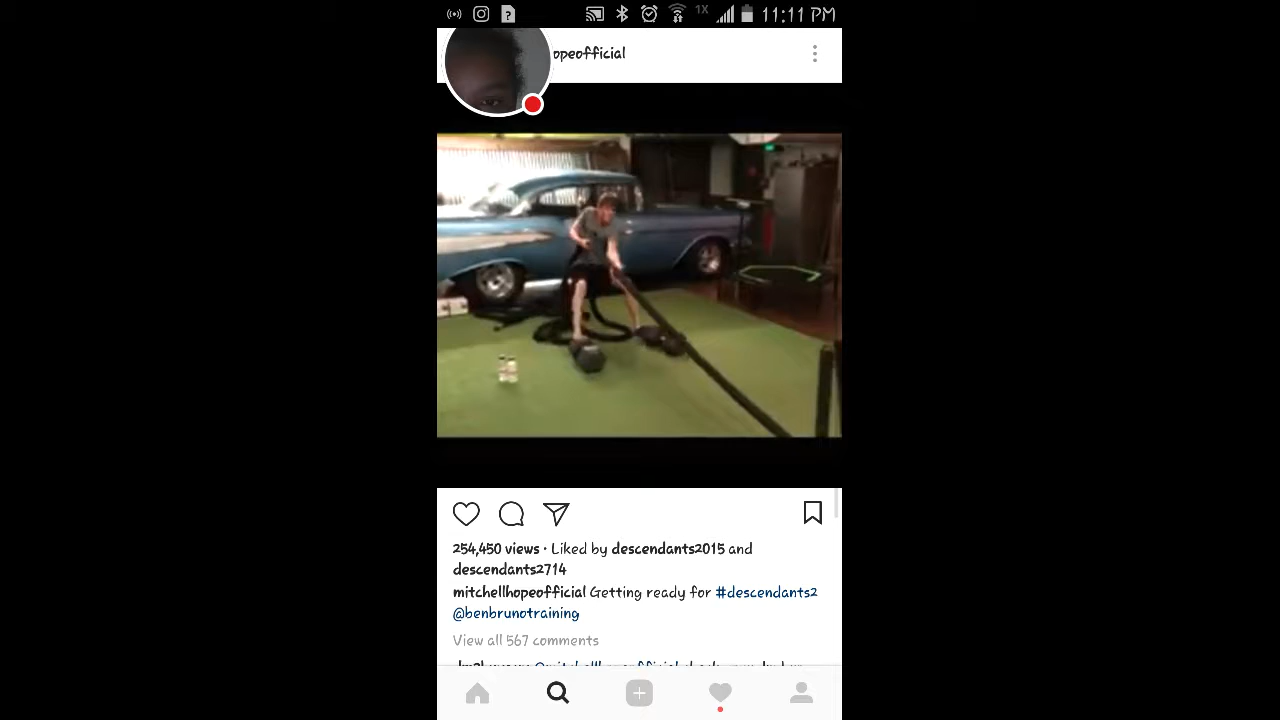 1X 11:11 PM
opeofficial
254,450 views · Liked by descendants2015 and
descendants2714
mitchellhopeofficial Getting ready for #descendants2
@benbrunotraining
View all 567 comments